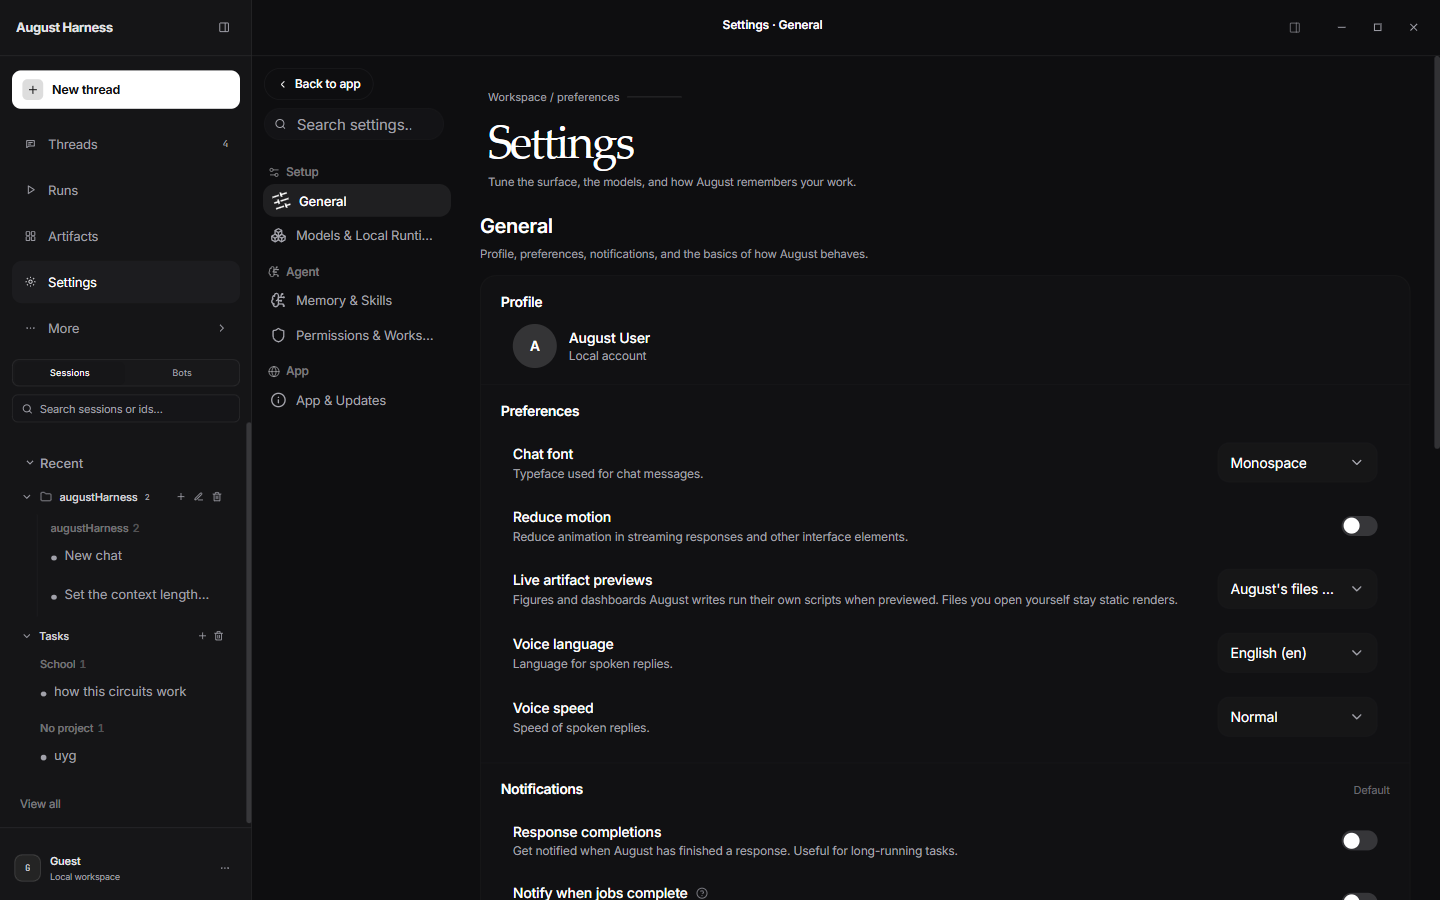 August Harness
Settings · General
New thread
Threads
4
Runs
Artifacts
Settings
More
Sessions
Bots
Search sessions or ids...
Recent
augustHarness 2
augustHarness 2
New chat
Set the context length...
Tasks
School 1
how this circuits work
No project 1
uyg
View all
G
Guest
Local workspace
Back to app
Search settings..
Setup
General
Models & Local Runti...
Agent
Memory & Skills
Permissions & Works...
App
App & Updates
Workspace / preferences
Settings
Tune the surface, the models, and how August remembers your work.
General
Profile, preferences, notifications, and the basics of how August behaves.
Profile
A
August User
Local account
Preferences
Chat font
Typeface used for chat messages.
Monospace
Reduce motion
Reduce animation in streaming responses and other interface elements.
Live artifact previews
Figures and dashboards August writes run their own scripts when previewed. Files you open yourself stay static renders.
August's files ...
Voice language
Language for spoken replies.
English (en)
Voice speed
Speed of spoken replies.
Normal
Notifications
Default
Response completions
Get notified when August has finished a response. Useful for long-running tasks.
Notify when jobs complete